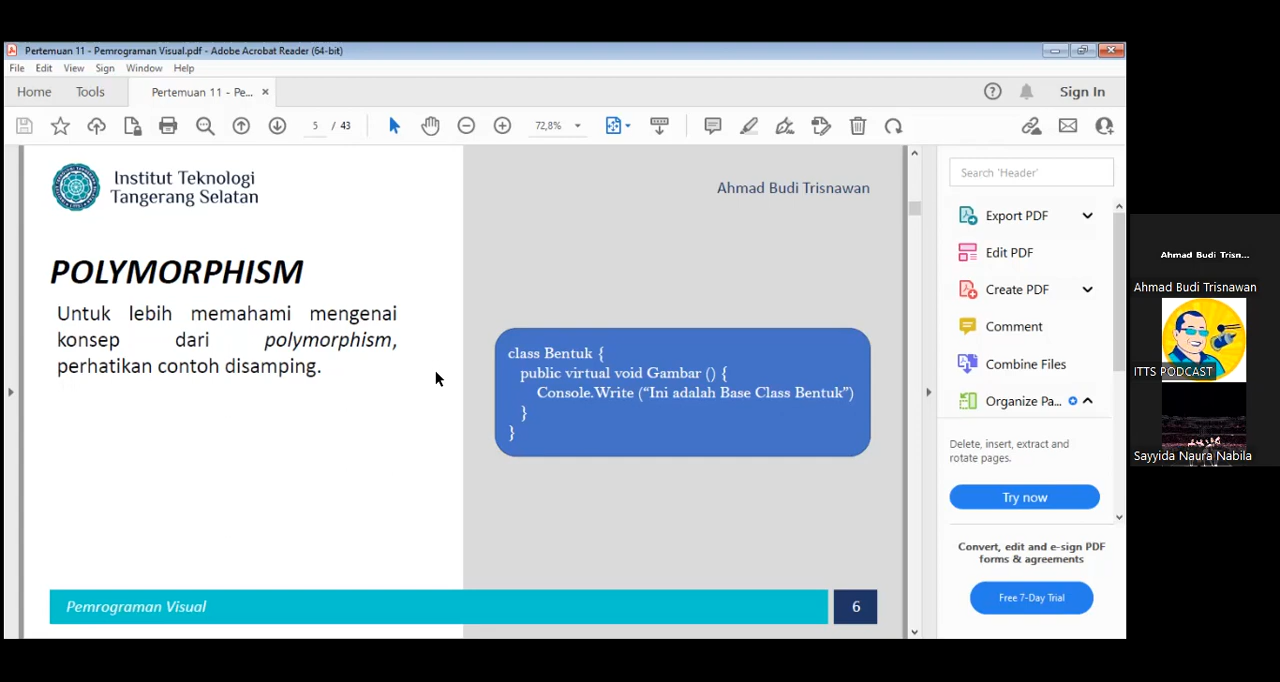 Pertemuan 11 - Pemrograman Visual.pdf - Adobe Acrobat Reader (64-bit)
File Edit View Sign Window Help
Home Tools Pertemuan 11 - Pe... × Sign In
5 / 43 72,8%
Institut Teknologi
Tangerang Selatan
Ahmad Budi Trisnawan
POLYMORPHISM
Untuk lebih memahami mengenai
konsep dari polymorphism,
perhatikan contoh disamping.
class Bentuk {
public virtual void Gambar () {
Console.Write (“Ini adalah Base Class Bentuk”)
}
}
Pemrograman Visual 6
Search 'Header'
Export PDF
Edit PDF
Create PDF
Comment
Combine Files
Organize Pa...
Delete, insert, extract and
rotate pages.
Try now
Convert, edit and e-sign PDF
forms & agreements
Free 7-Day Trial
Ahmad Budi Trisn...
Ahmad Budi Trisnawan
ITTS PODCAST
Sayyida Naura Nabila